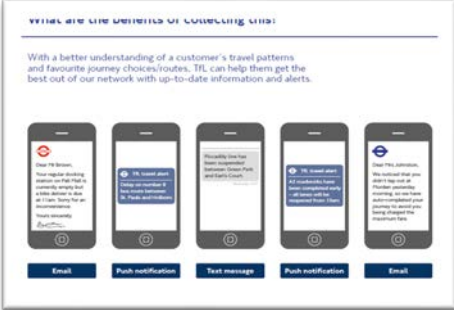 What are the benefits of collecting this?
With a better understanding of a customer's travel patterns
and favourite journey choices/routes, TfL can help them get the
best out of our network with up-to-date information and alerts.
Dear Mr Brown,
Your regular docking
station on Pall Mall is
currently empty but
a bike deliver is due
at 11am. Sorry for an
inconvenience
Yours sincerely
TfL travel alert
Delay on number 8
bus route between
St. Pauls and Holborn
Piccadilly line has
been suspended
between Green Park
and Earl's Court
TfL travel alert
A2 roadworks have
been completed early
– all lanes will be
reopened from 10am
Dear Mrs Johnston,
We noticed that you
didn't tap out at
Morden yesterday
morning, so we have
auto-completed your
journey to avoid you
being charged the
maximum fare.
Email
Push notification
Text message
Push notification
Email